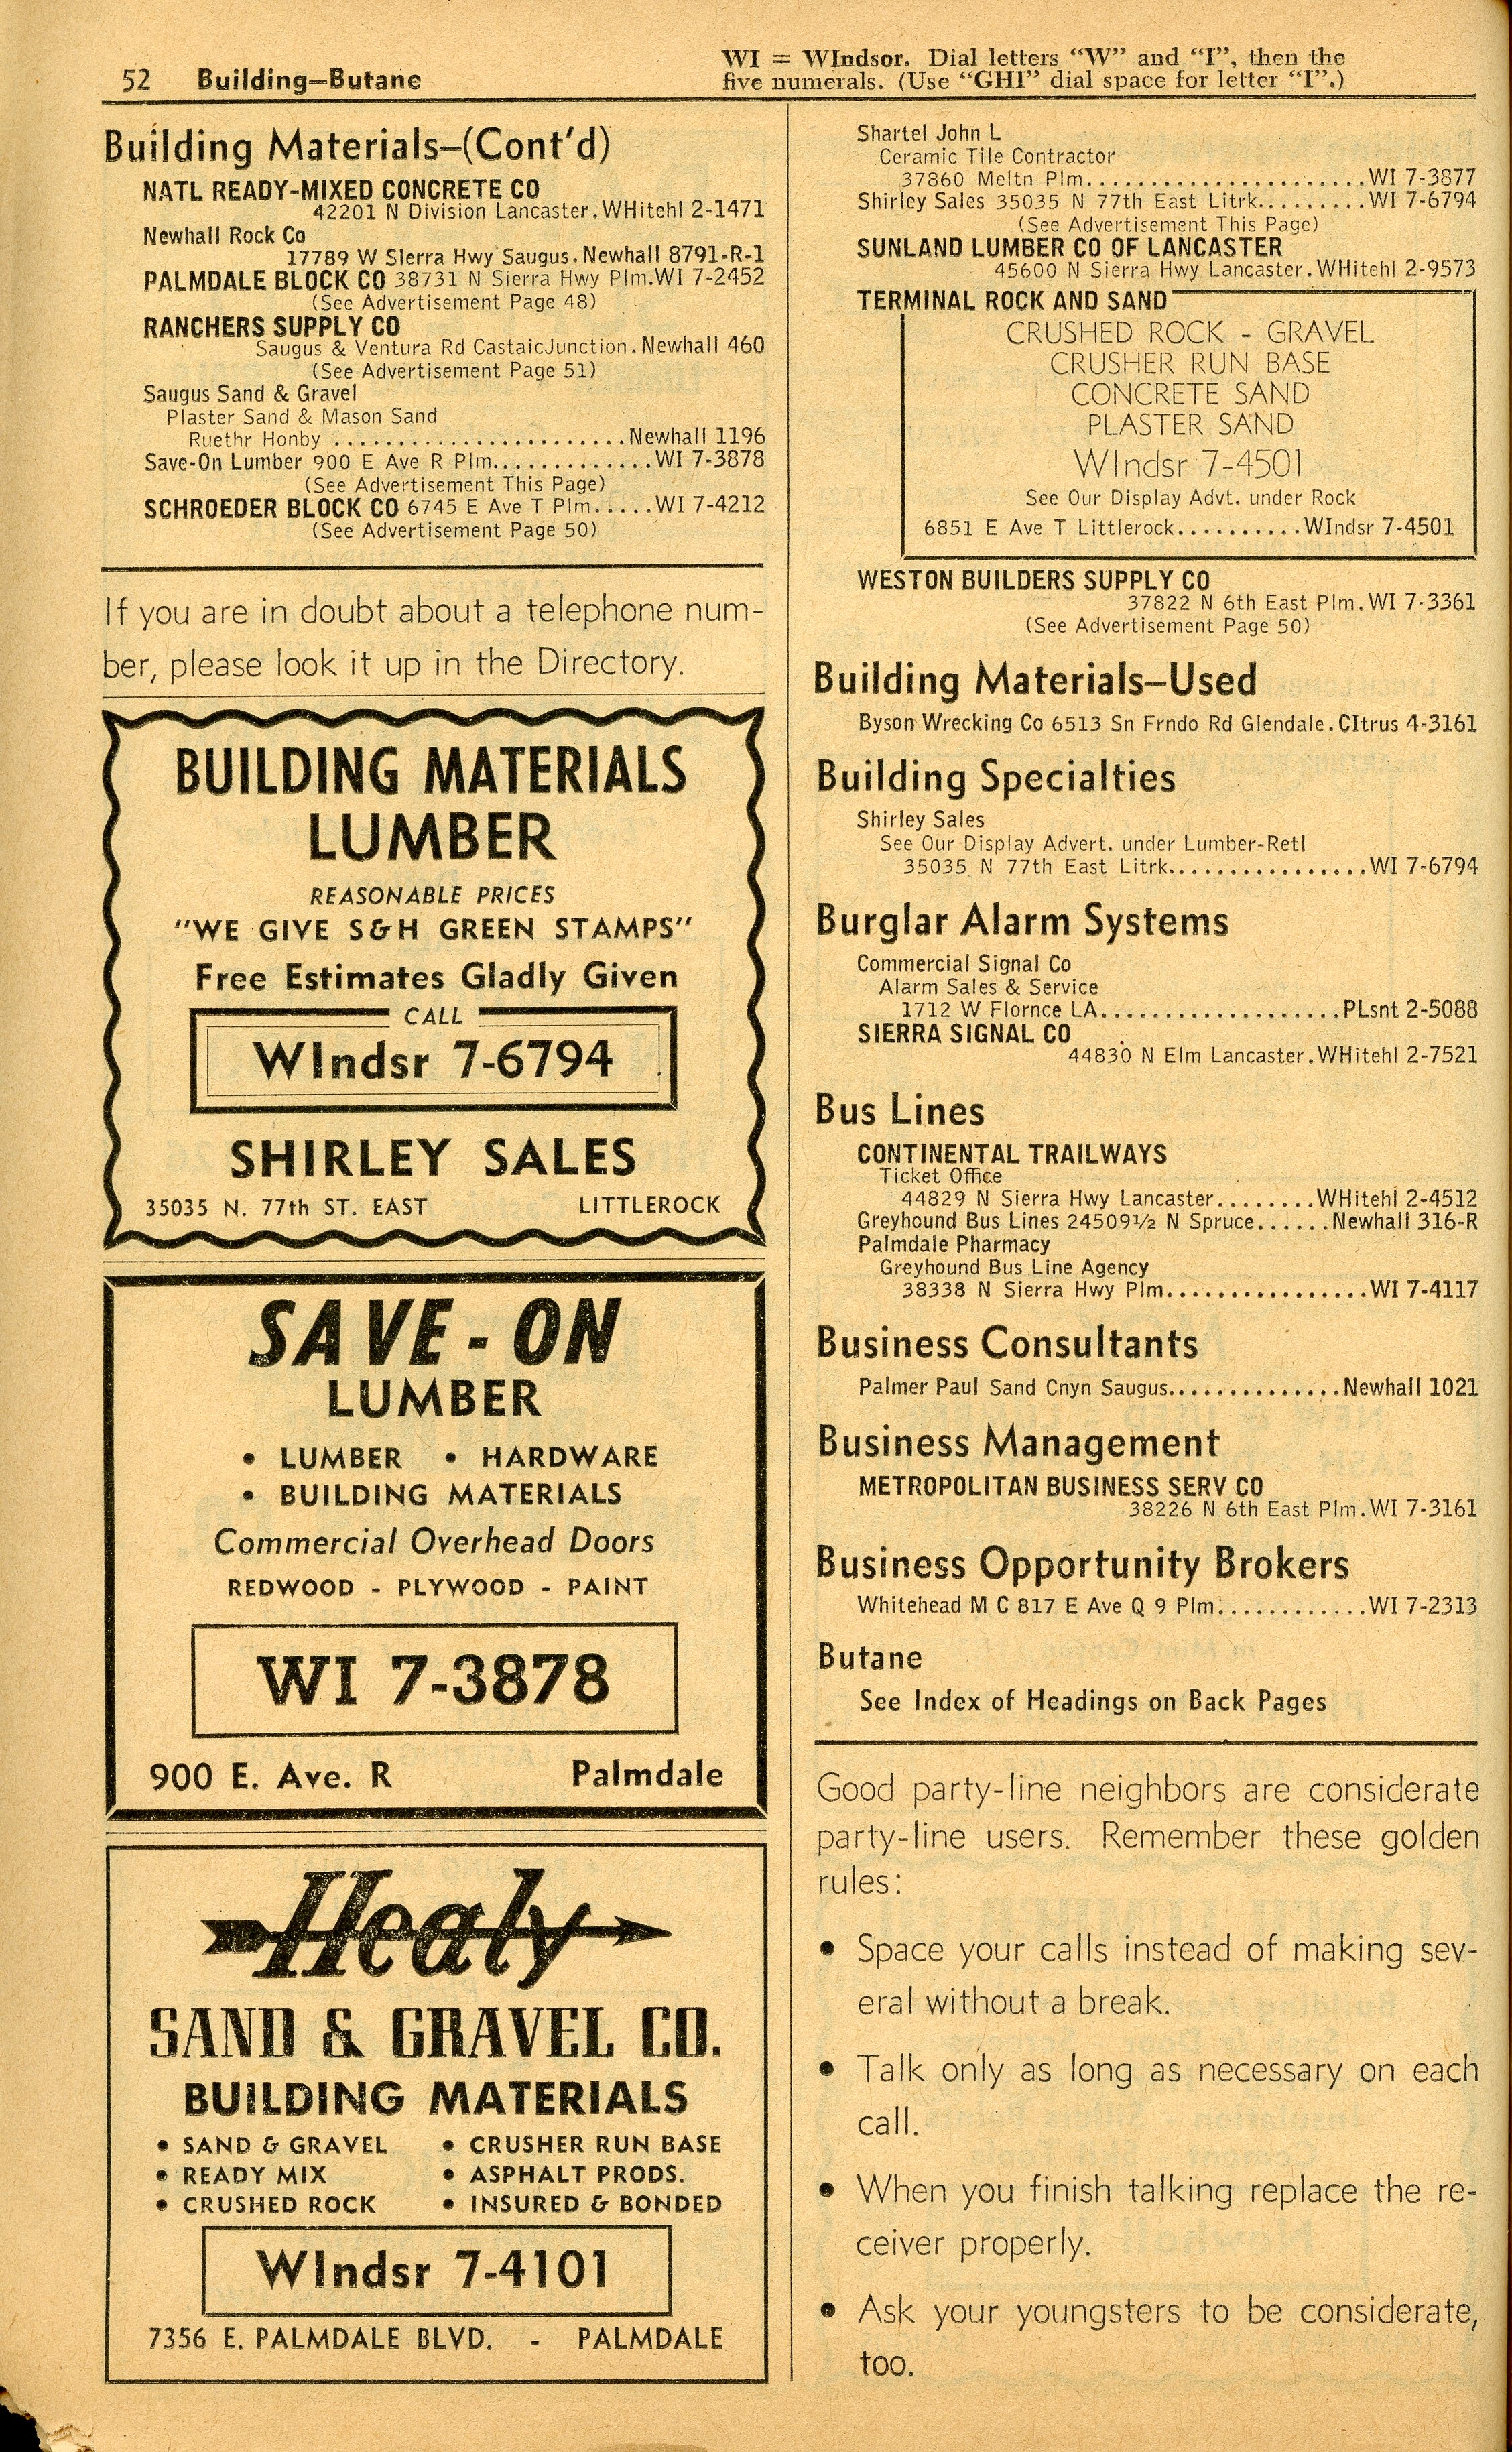 52 Building—Butane
WI = WIndsor. Dial letters “W” and “I”, then the
five numerals. (Use “GHI” dial space for letter “I”.)
Building Materials—(Cont'd)
NATL READY-MIXED CONCRETE CO
42201 N Division Lancaster.WHitehl 2-1471
Newhall Rock Co
17789 W Sierra Hwy Saugus.Newhall 8791-R-1
PALMDALE BLOCK CO 38731 N Sierra Hwy Plm.WI 7-2452
(See Advertisement Page 48)
RANCHERS SUPPLY CO
Saugus & Ventura Rd CastaicJunction.Newhall 460
(See Advertisement Page 51)
Saugus Sand & Gravel
Plaster Sand & Mason Sand
Ruethr Honby .......................Newhall 1196
Save-On Lumber 900 E Ave R Plm.............WI 7-3878
(See Advertisement This Page)
SCHROEDER BLOCK CO 6745 E Ave T Plm.....WI 7-4212
(See Advertisement Page 50)
If you are in doubt about a telephone num-
ber, please look it up in the Directory.
BUILDING MATERIALS
LUMBER
REASONABLE PRICES
"WE GIVE S&H GREEN STAMPS"
Free Estimates Gladly Given
CALL
WIndsr 7-6794
SHIRLEY SALES
35035 N. 77th ST. EAST LITTLEROCK
SAVE-ON
LUMBER
• LUMBER • HARDWARE
• BUILDING MATERIALS
Commercial Overhead Doors
REDWOOD - PLYWOOD - PAINT
WI 7-3878
900 E. Ave. R Palmdale
Healy
SAND & GRAVEL CO.
BUILDING MATERIALS
• SAND & GRAVEL • CRUSHER RUN BASE
• READY MIX • ASPHALT PRODS.
• CRUSHED ROCK • INSURED & BONDED
WIndsr 7-4101
7356 E. PALMDALE BLVD. - PALMDALE
Shartel John L
Ceramic Tile Contractor
37860 Meltn Plm......................WI 7-3877
Shirley Sales 35035 N 77th East Litrk.........WI 7-6794
(See Advertisement This Page)
SUNLAND LUMBER CO OF LANCASTER
45600 N Sierra Hwy Lancaster.WHitehl 2-9573
TERMINAL ROCK AND SAND
CRUSHED ROCK - GRAVEL
CRUSHER RUN BASE
CONCRETE SAND
PLASTER SAND
WIndsr 7-4501
See Our Display Advt. under Rock
6851 E Ave T Littlerock..........WIndsr 7-4501
WESTON BUILDERS SUPPLY CO
37822 N 6th East Plm.WI 7-3361
(See Advertisement Page 50)
Building Materials—Used
Byson Wrecking Co 6513 Sn Frndo Rd Glendale.CItrus 4-3161
Building Specialties
Shirley Sales
See Our Display Advert. under Lumber-Retl
35035 N 77th East Litrk................WI 7-6794
Burglar Alarm Systems
Commercial Signal Co
Alarm Sales & Service
1712 W Flornce LA...................PLsnt 2-5088
SIERRA SIGNAL CO
44830 N Elm Lancaster.WHitehl 2-7521
Bus Lines
CONTINENTAL TRAILWAYS
Ticket Office
44829 N Sierra Hwy Lancaster........WHitehl 2-4512
Greyhound Bus Lines 24509½ N Spruce......Newhall 316-R
Palmdale Pharmacy
Greyhound Bus Line Agency
38338 N Sierra Hwy Plm................WI 7-4117
Business Consultants
Palmer Paul Sand Cnyn Saugus..............Newhall 1021
Business Management
METROPOLITAN BUSINESS SERV CO
38226 N 6th East Plm.WI 7-3161
Business Opportunity Brokers
Whitehead M C 817 E Ave Q 9 Plm............WI 7-2313
Butane
See Index of Headings on Back Pages
Good party-line neighbors are considerate
party-line users. Remember these golden
rules:
• Space your calls instead of making sev-
eral without a break.
• Talk only as long as necessary on each
call.
• When you finish talking replace the re-
ceiver properly.
• Ask your youngsters to be considerate,
too.